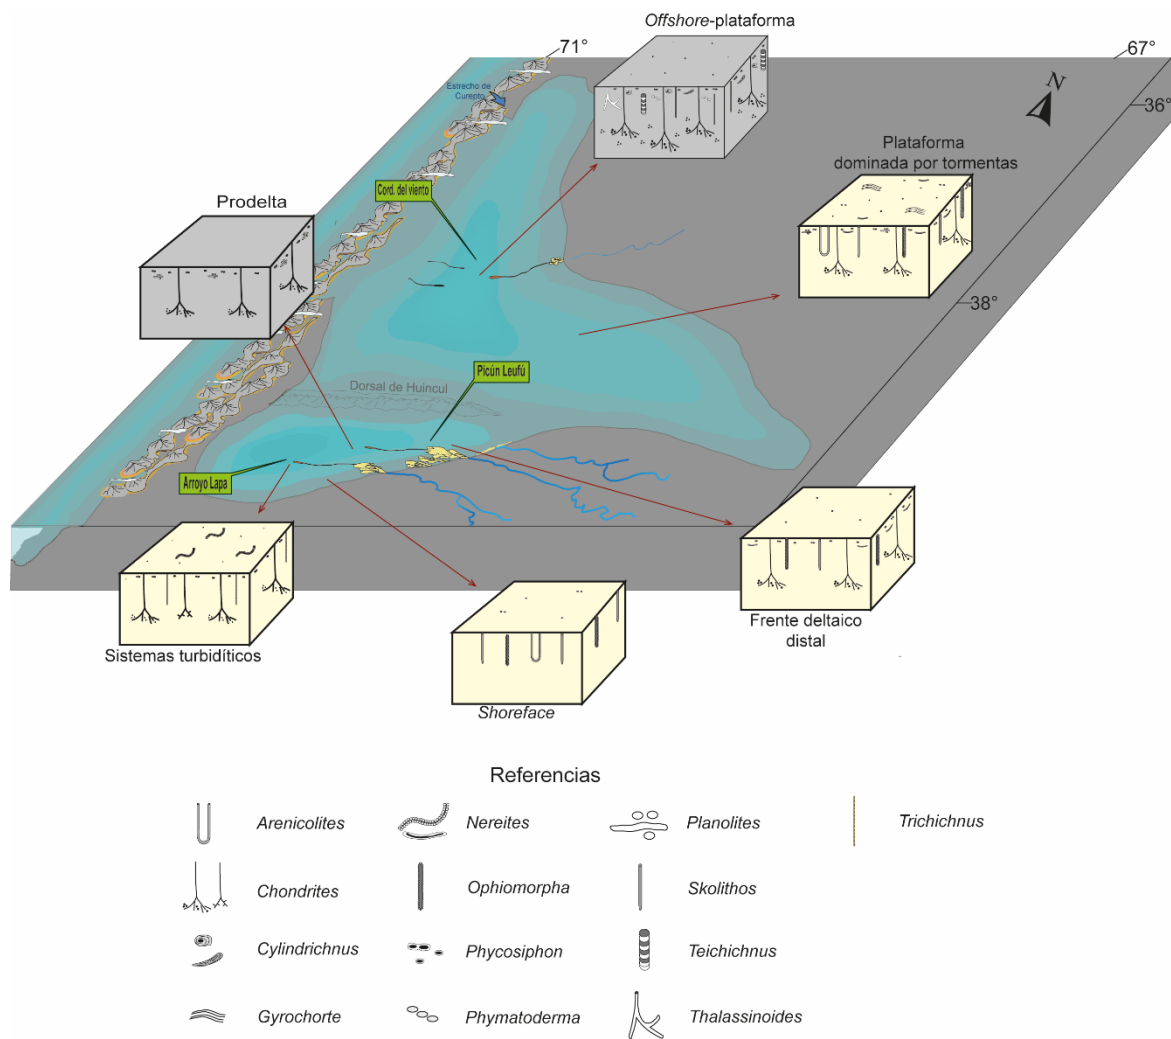 Offshore-plataforma
71°
67°
Estrecho de
Curepto
N
36°
Plataforma
dominada por tormentas
Cord. del viento
Prodelta
38°
Picún Leufú
Dorsal de Huincul
Arroyo Lapa
Frente deltaico
distal
Sistemas turbidíticos
Shoreface
Referencias
Arenicolites
Nereites
Planolites
Trichichnus
Chondrites
Ophiomorpha
Skolithos
Cylindrichnus
Phycosiphon
Teichichnus
Gyrochorte
Phymatoderma
Thalassinoides